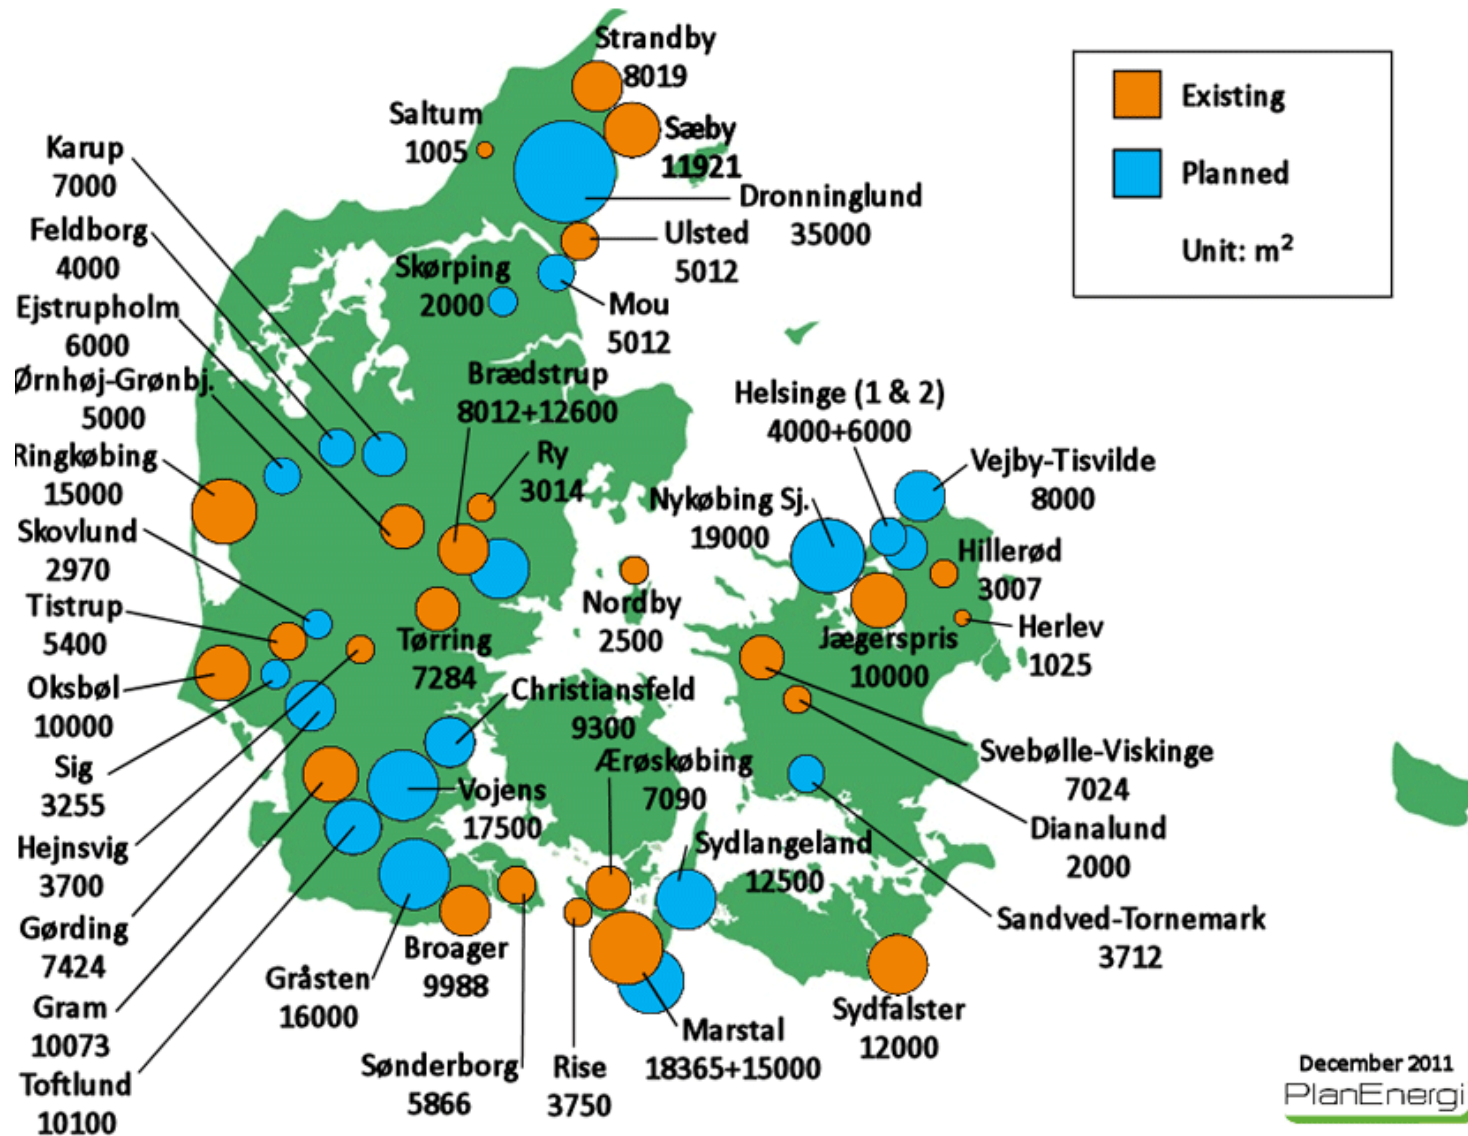 Strandby
8019
Saltum
1005
Sæby
11921
Karup
7000
Dronninglund
35000
Feldborg
4000
Ulsted
5012
Skørping
2000
Mou
5012
Ejstrupholm
6000
Ørnhøj-Grønbj.
5000
Brædstrup
8012+12600
Ry
3014
Ringkøbing
15000
Skovlund
2970
Tistrup
5400
Oksbøl
10000
Sig
3255
Hejnsvig
3700
Gørding
7424
Gram
10073
Toftlund
10100
Tørring
7284
Nordby
2500
Christiansfeld
9300
Ærøskøbing
7090
Vojens
17500
Sydlangeland
12500
Broager
9988
Gråsten
16000
Sønderborg
5866
Rise
3750
Marstal
18365+15000
Helsinge (1 & 2)
4000+6000
Vejby-Tisvilde
8000
Nykøbing Sj.
19000
Hillerød
3007
Herlev
1025
Jægerspris
10000
Svebølle-Viskinge
7024
Dianalund
2000
Sandved-Tornemark
3712
Sydfalster
12000
Existing
Planned
Unit: m²
December 2011
PlanEnergi